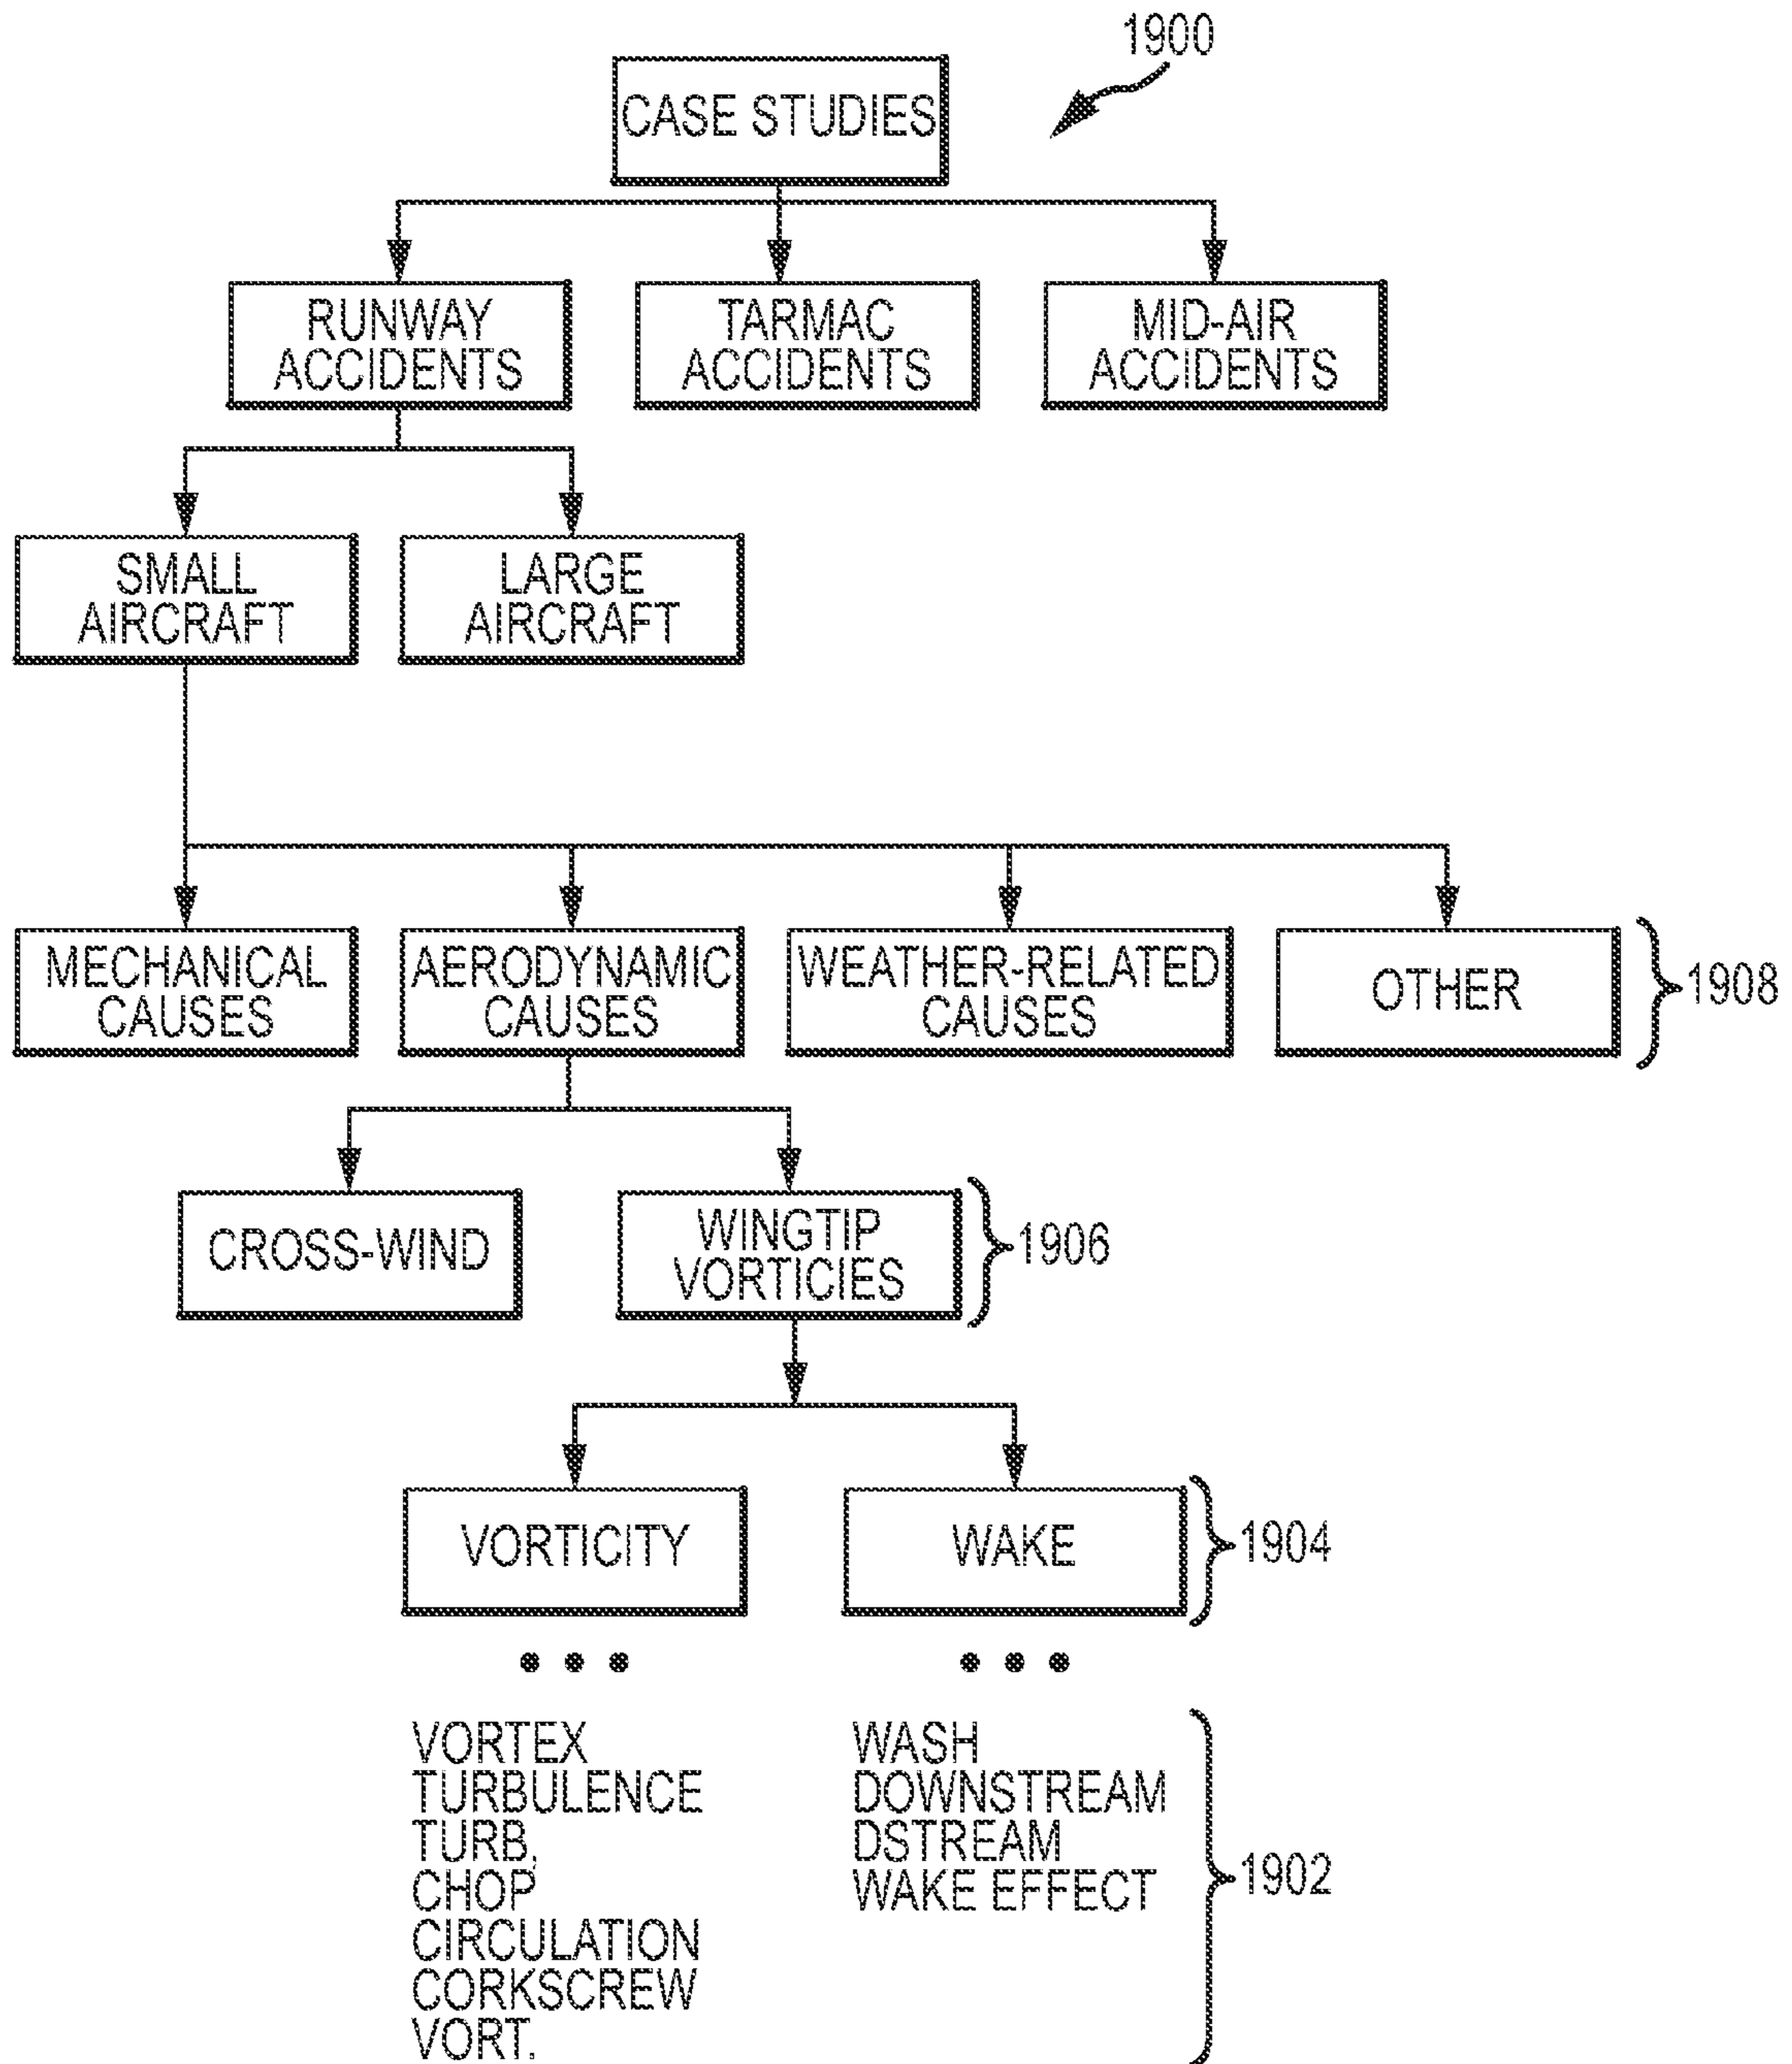 1900
CASE STUDIES
RUNWAY
ACCIDENTS
TARMAC
ACCIDENTS
MID-AIR
ACCIDENTS
SMALL
AIRCRAFT
LARGE
AIRCRAFT
MECHANICAL
CAUSES
AERODYNAMIC
CAUSES
WEATHER-RELATED
CAUSES
OTHER
1908
CROSS-WIND
WINGTIP
VORTICIES
1906
VORTICITY
WAKE
1904
VORTEX
TURBULENCE
TURB,
CHOP
CIRCULATION
CORKSCREW
VORT.
WASH
DOWNSTREAM
DSTREAM
WAKE EFFECT
1902